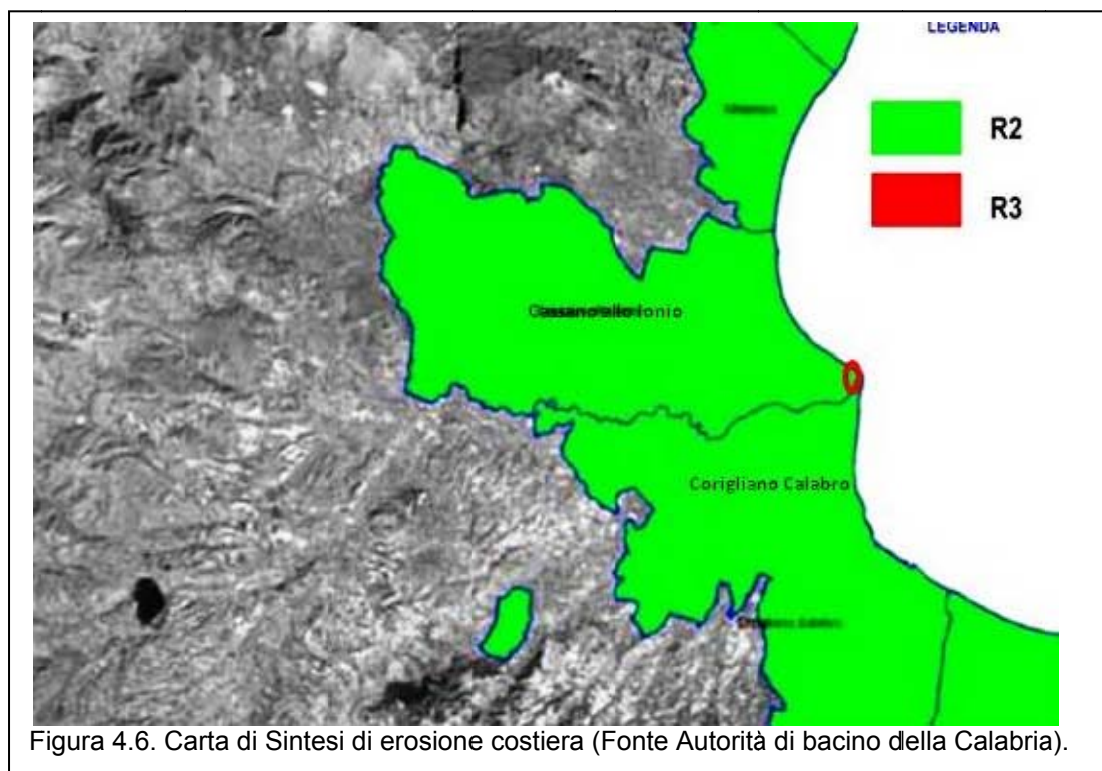 LEGENDA
R2
R3
Corigliano Calabro
Figura 4.6. Carta di Sintesi di erosione costiera (Fonte Autorità di bacino della Calabria).